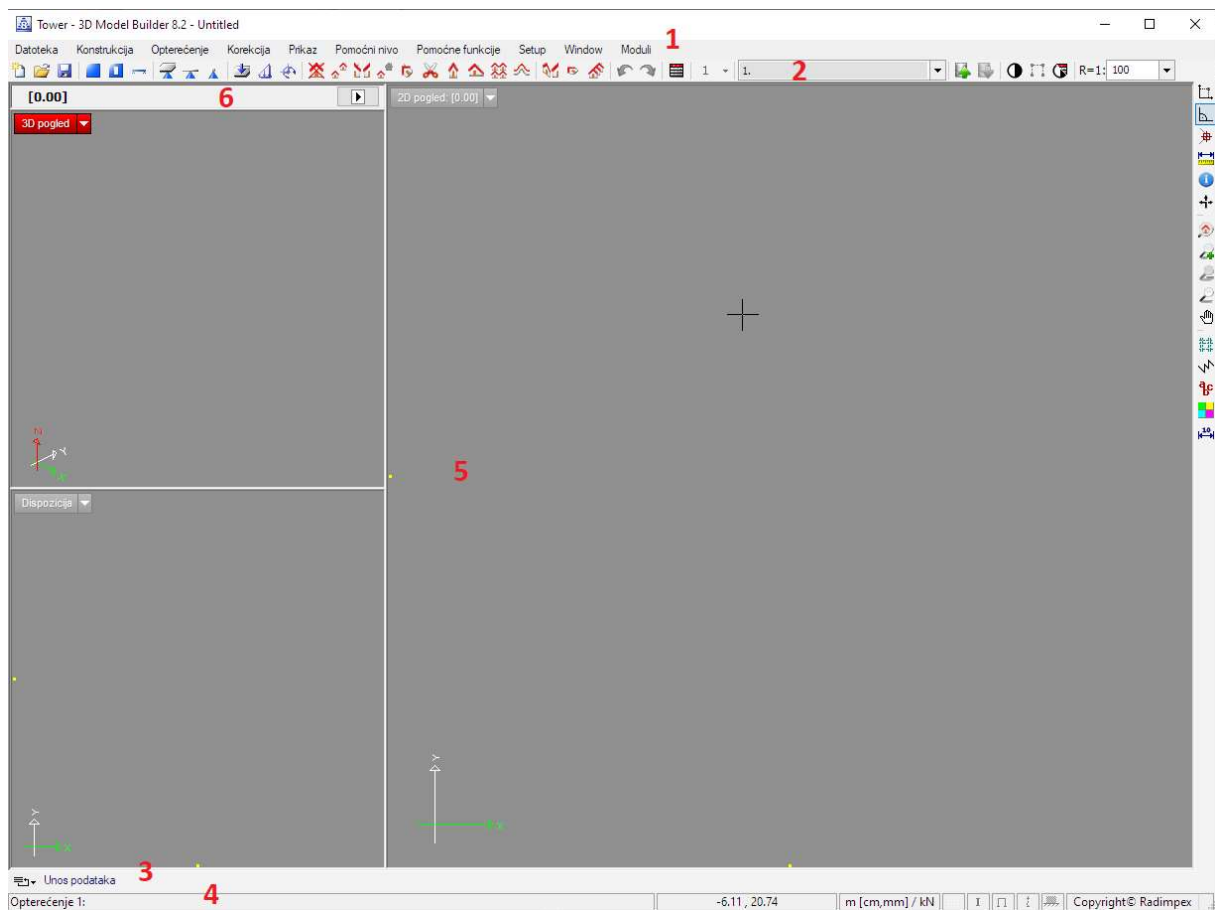 Tower - 3D Model Builder 8.2 - Untitled
Datoteka Konstrukcija Opterećenje Korekcija Prikaz Pomoćni nivo Pomoćne funkcije Setup Window Moduli 1
1 1. 2 R=1: 100
[0.00] 6
3D pogled
2D pogled: [0.00]
N
Y
X
5
Dispozicija
Y
X
Y
X
abc
10
3
Unos podataka
4
Opterećenje 1: -6.11 , 20.74 m [cm,mm] / kN Copyright© Radimpex